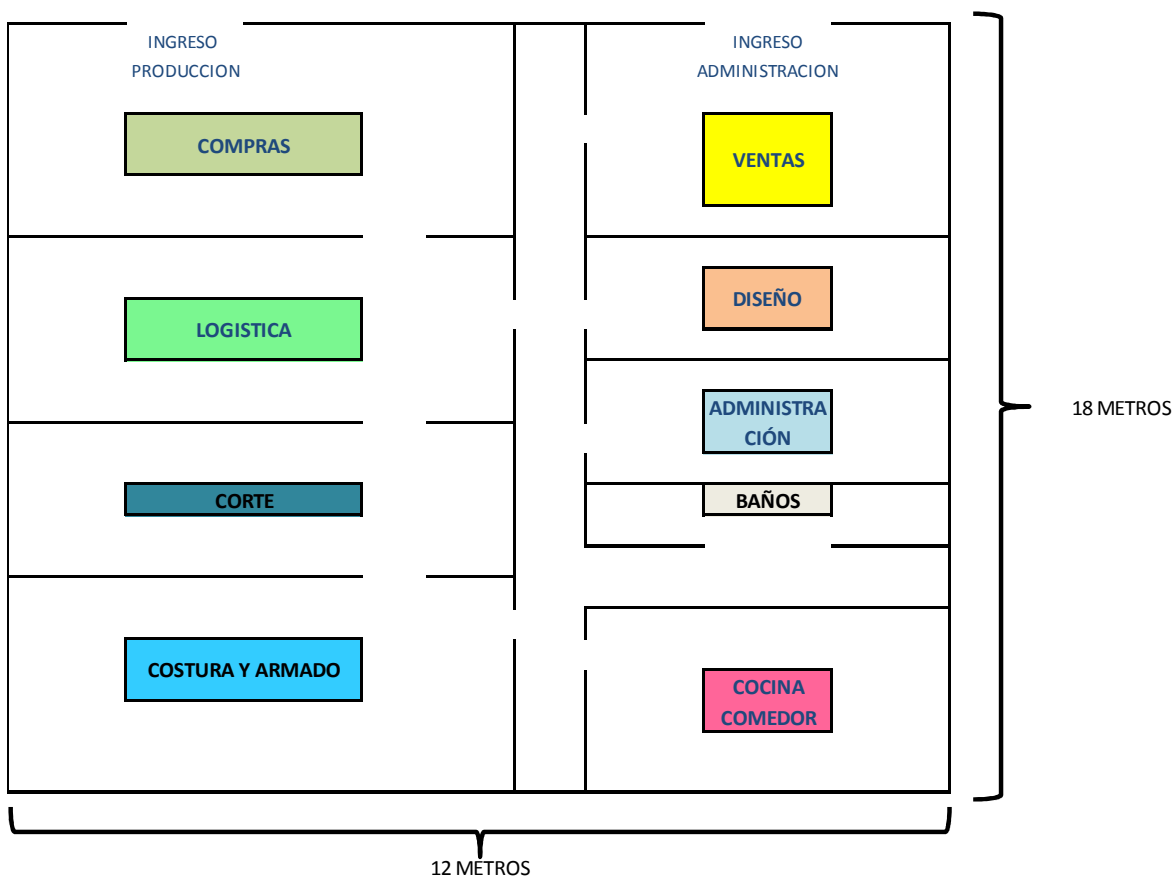 INGRESO
PRODUCCION
INGRESO
ADMINISTRACION
COMPRAS
VENTAS
LOGISTICA
DISEÑO
ADMINISTRA
CIÓN
18 METROS
CORTE
BAÑOS
COSTURA Y ARMADO
COCINA
COMEDOR
12 METROS